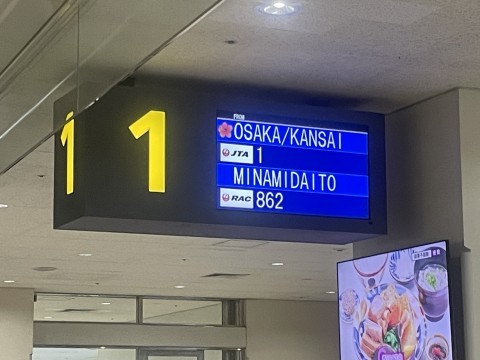 1
1
FROM
OSAKA/KANSAI
JTA 1
MINAMIDAITO
RAC 862